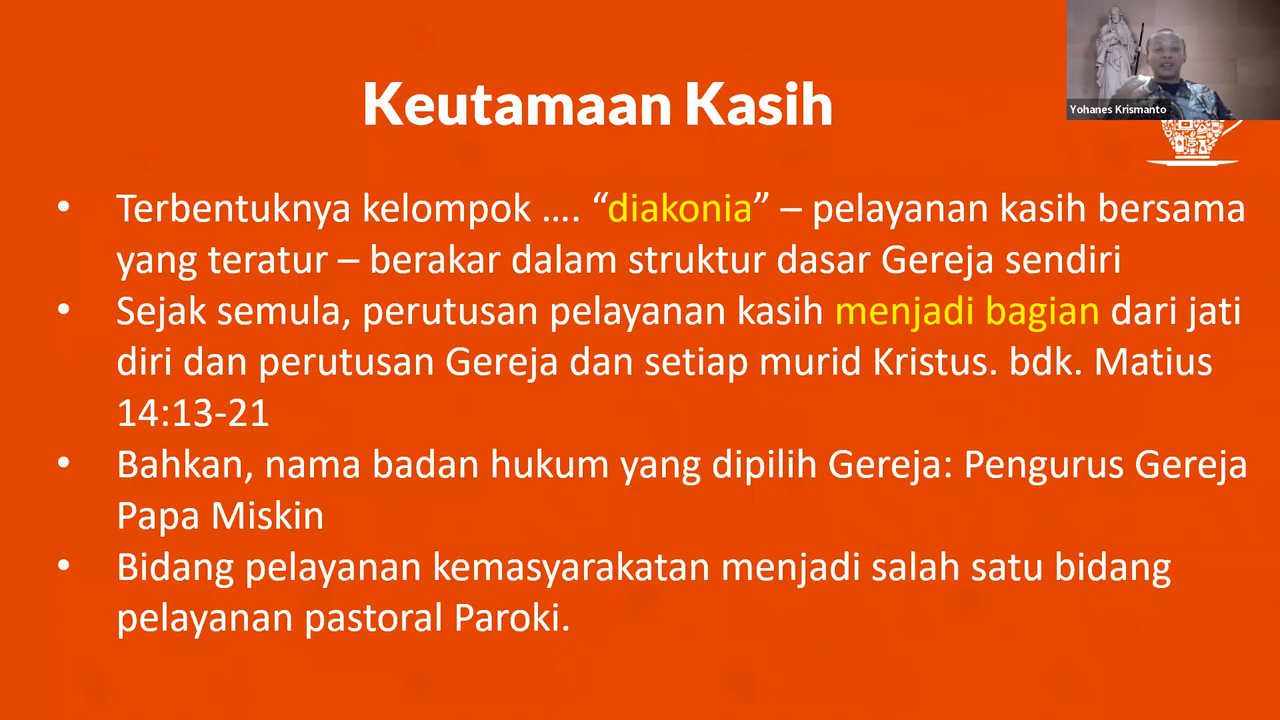 Keutamaan Kasih
Yohanes Krismanto
• Terbentuknya kelompok .... “diakonia” – pelayanan kasih bersama
yang teratur – berakar dalam struktur dasar Gereja sendiri
• Sejak semula, perutusan pelayanan kasih menjadi bagian dari jati
diri dan perutusan Gereja dan setiap murid Kristus. bdk. Matius
14:13-21
• Bahkan, nama badan hukum yang dipilih Gereja: Pengurus Gereja
Papa Miskin
• Bidang pelayanan kemasyarakatan menjadi salah satu bidang
pelayanan pastoral Paroki.